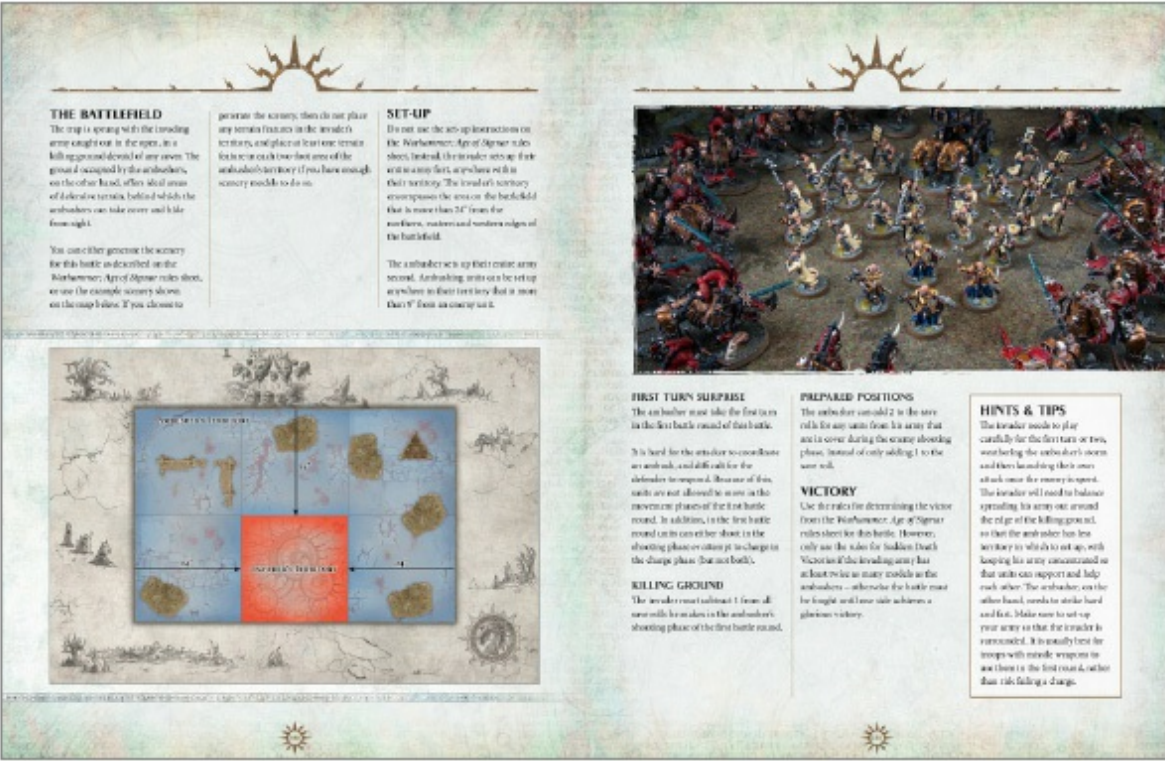 THE BATTLEFIELD
The trap is sprung with the invading
army caught out in the open, in a
killing ground devoid of any cover. The
ground occupied by the ambushers,
on the other hand, offers ideal areas
of defensive terrain, behind which the
ambushers can take cover and hide
from sight.
You can either generate the scenery
for this battle as described on the
Warhammer: Age of Sigmar rules sheet,
or use the example scenery shown
on the map below. If you choose to
generate the scenery, then do not place
any terrain features in the invader's
territory, and place at least one terrain
feature in each two foot area of the
ambusher's territory if you have enough
scenery models to do so.
SET-UP
Do not use the set-up instructions on
the Warhammer: Age of Sigmar rules
sheet. Instead, the invader sets up their
entire army first, anywhere within
their territory. The invader's territory
encompasses the area on the battlefield
that is more than 24" from the
northern, eastern and western edges of
the battlefield.
The ambusher sets up their entire army
second. Ambushing units can be set up
anywhere in their territory that is more
than 9" from an enemy unit.
AMBUSHER'S TERRITORY
INVADER'S TERRITORY
FIRST TURN SURPRISE
The ambusher must take the first turn
in the first battle round of this battle.
It is hard for the attacker to coordinate
an ambush, and difficult for the
defender to respond. Because of this,
units are not allowed to move in the
movement phases of the first battle
round. In addition, in the first battle
round units can either shoot in the
shooting phase or attempt to charge in
the charge phase (but not both).
KILLING GROUND
The invader must subtract 1 from all
save rolls he makes in the ambusher's
shooting phase of the first battle round.
PREPARED POSITIONS
The ambusher can add 2 to the save
rolls for any units from his army that
are in cover during the enemy shooting
phase, instead of only adding 1 to the
save roll.
VICTORY
Use the rules for determining the victor
from the Warhammer: Age of Sigmar
rules sheet for this battle. However,
only use the rules for Sudden Death
Victories if the invading army has
at least twice as many models as the
ambushers – otherwise the battle must
be fought until one side achieves a
glorious victory.
HINTS & TIPS
The invader needs to play
carefully for the first turn or two,
weathering the ambusher's storm
and then launching their own
attack once the enemy is spent.
The invader will need to balance
spreading his army out around
the edge of the killing ground,
so that the ambusher has less
territory in which to set up, with
keeping his army concentrated so
that units can support and help
each other. The ambusher, on the
other hand, needs to strike hard
and fast. Make sure to set-up
your army so that the invader is
surrounded. It is usually best for
troops with missile weapons to
use them in the first round, rather
than risk failing a charge.